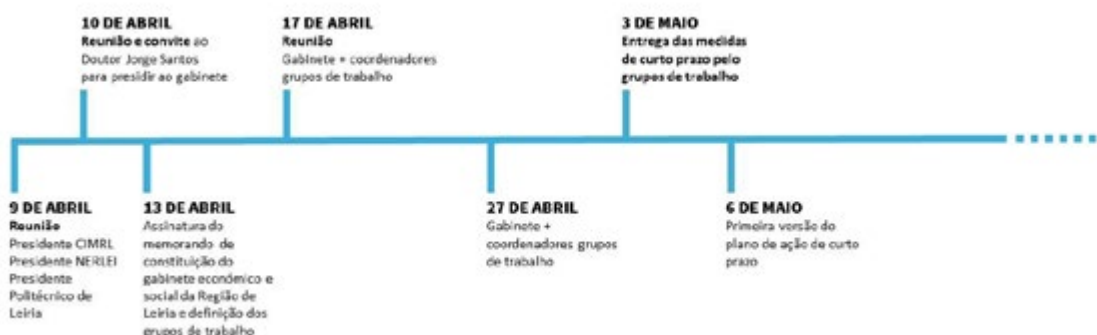 10 DE ABRIL
Reunião e convite ao
Doutor Jorge Santos
para presidir ao gabinete
17 DE ABRIL
Reunião
Gabinete + coordenadores
grupos de trabalho
3 DE MAIO
Entrega das medidas
de curto prazo pelo
grupos de trabalho
9 DE ABRIL
Reunião
Presidente CIMRL
Presidente NERLEI
Presidente
Politécnico de
Leiria
13 DE ABRIL
Assinatura do
memorando de
constituição do
gabinete económico e
social da Região de
Leiria e definição dos
grupos de trabalho
27 DE ABRIL
Gabinete +
coordenadores grupos
de trabalho
6 DE MAIO
Primeira versão do
plano de ação de curto
prazo